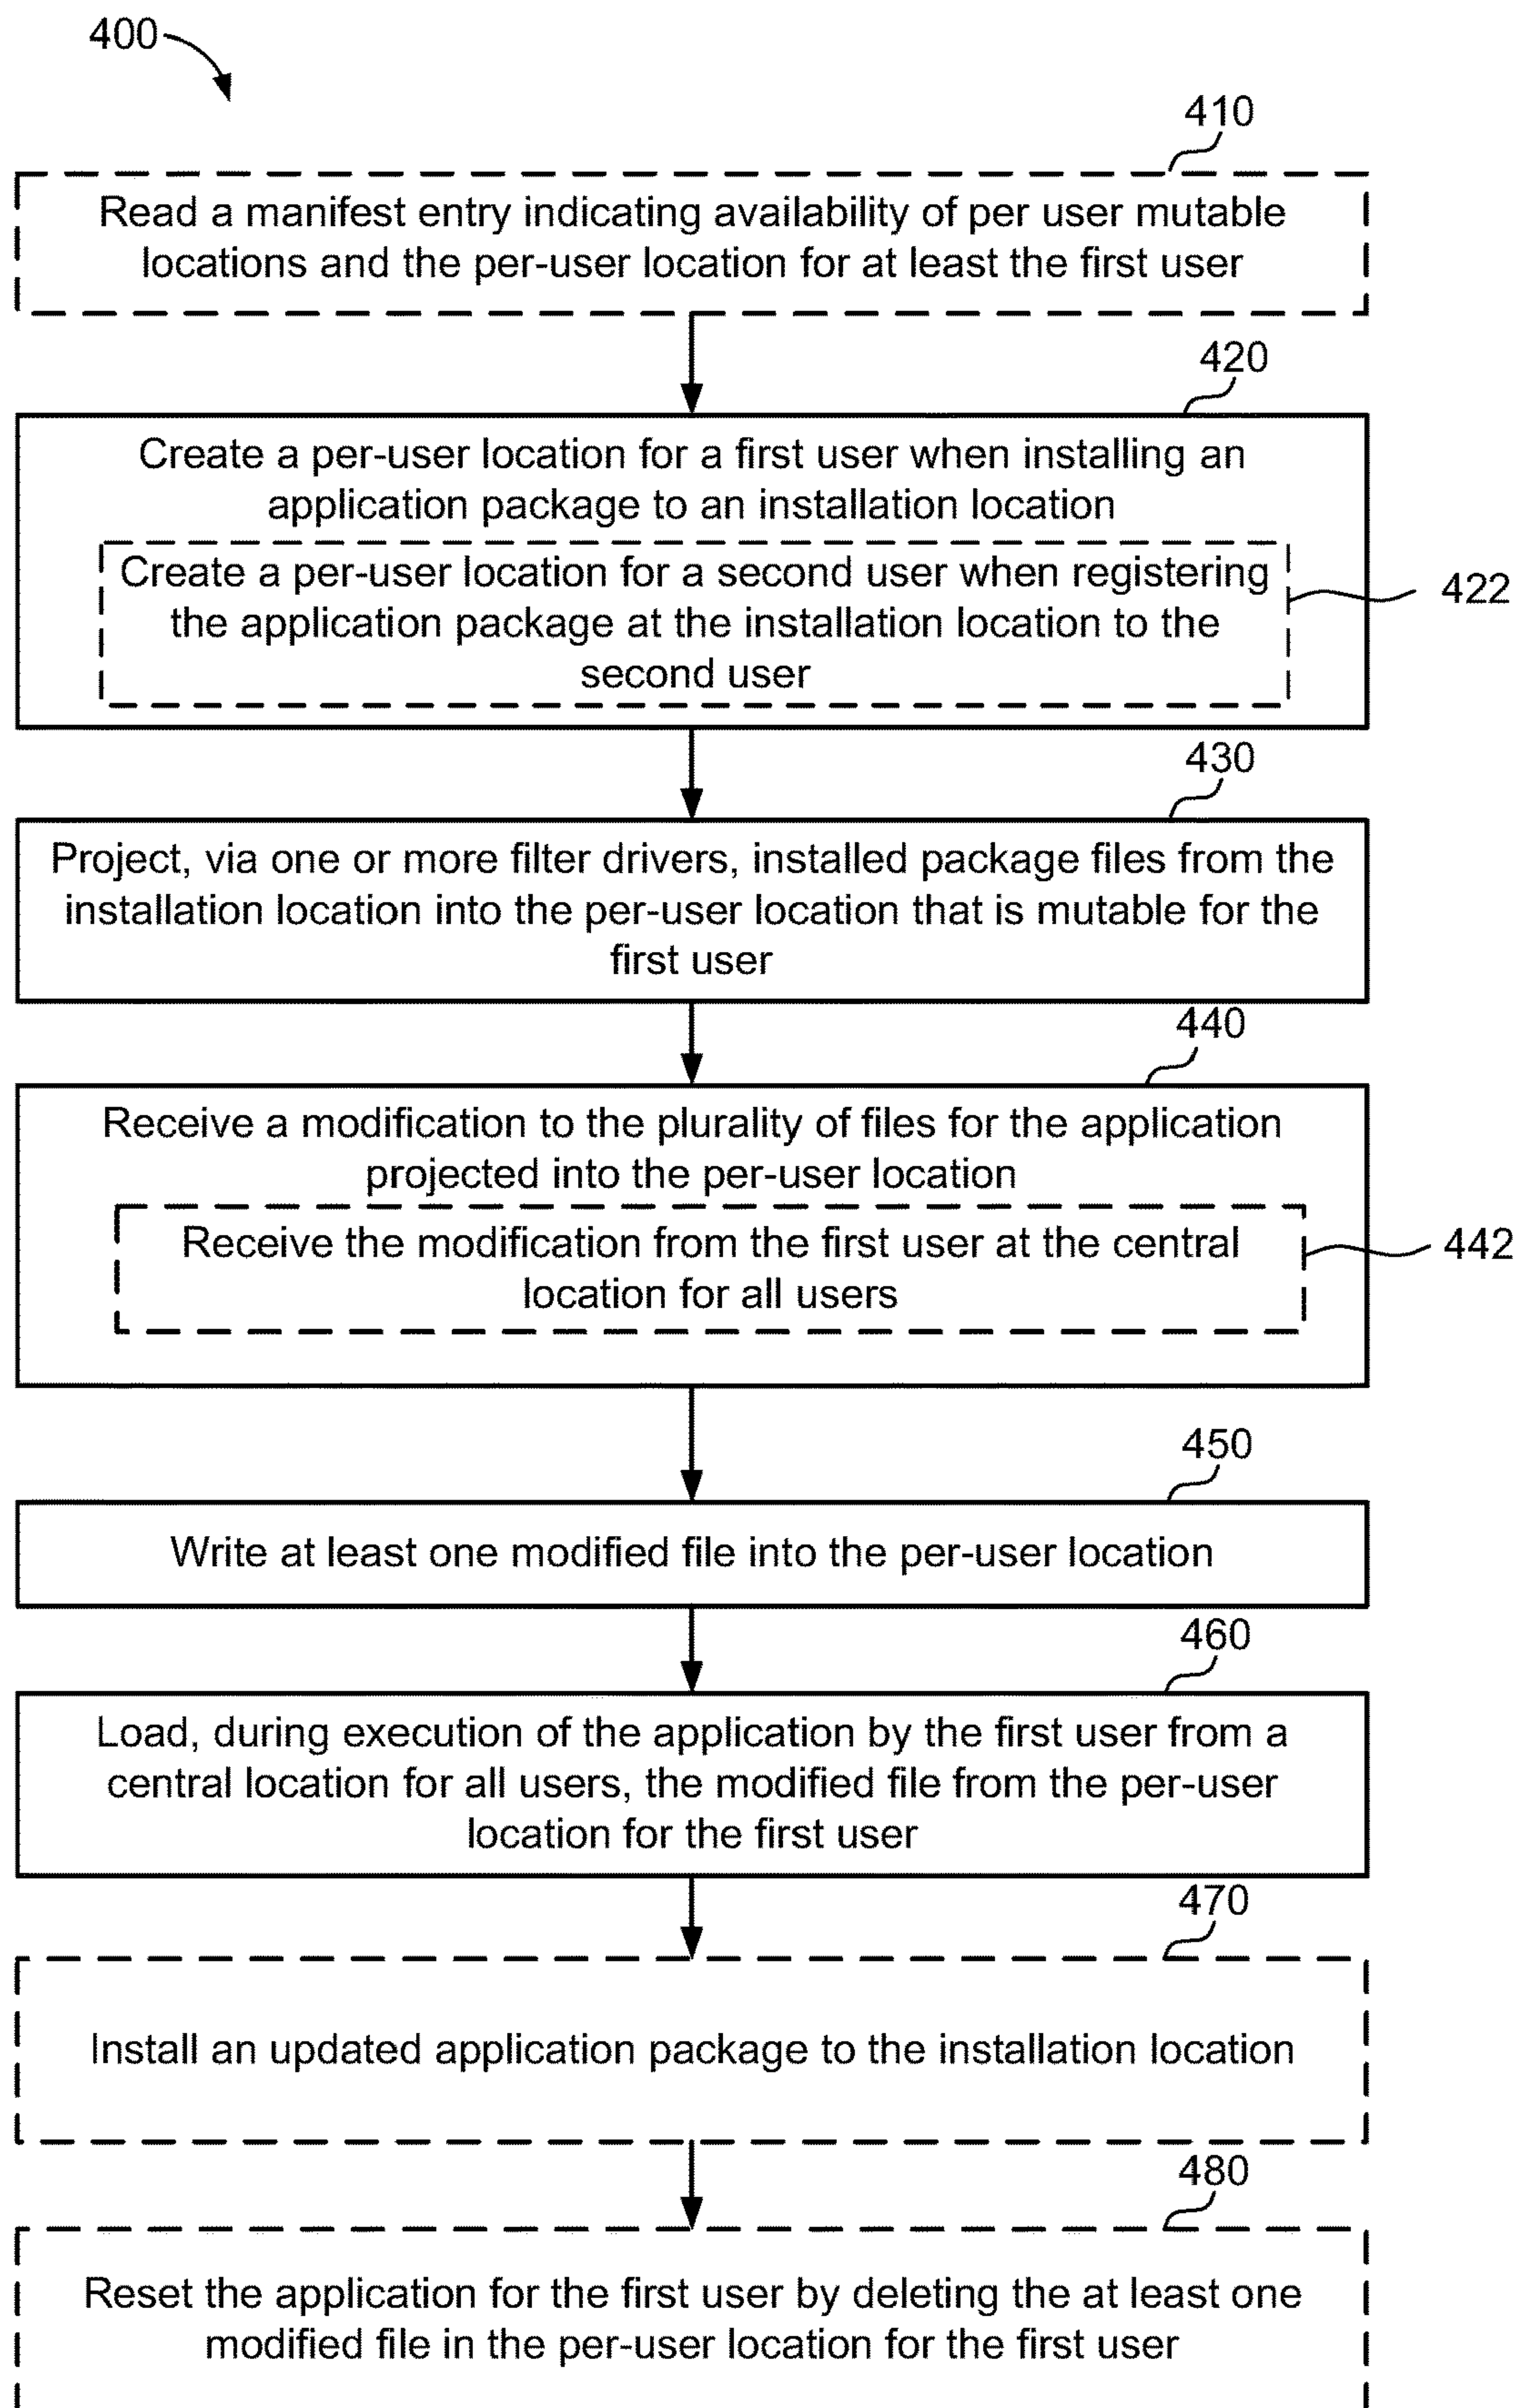 400
410
Read a manifest entry indicating availability of per user mutable
locations and the per-user location for at least the first user
420
Create a per-user location for a first user when installing an
application package to an installation location
Create a per-user location for a second user when registering
the application package at the installation location to the
second user
422
430
Project, via one or more filter drivers, installed package files from the
installation location into the per-user location that is mutable for the
first user
440
Receive a modification to the plurality of files for the application
projected into the per-user location
Receive the modification from the first user at the central
location for all users
442
450
Write at least one modified file into the per-user location
460
Load, during execution of the application by the first user from a
central location for all users, the modified file from the per-user
location for the first user
470
Install an updated application package to the installation location
480
Reset the application for the first user by deleting the at least one
modified file in the per-user location for the first user